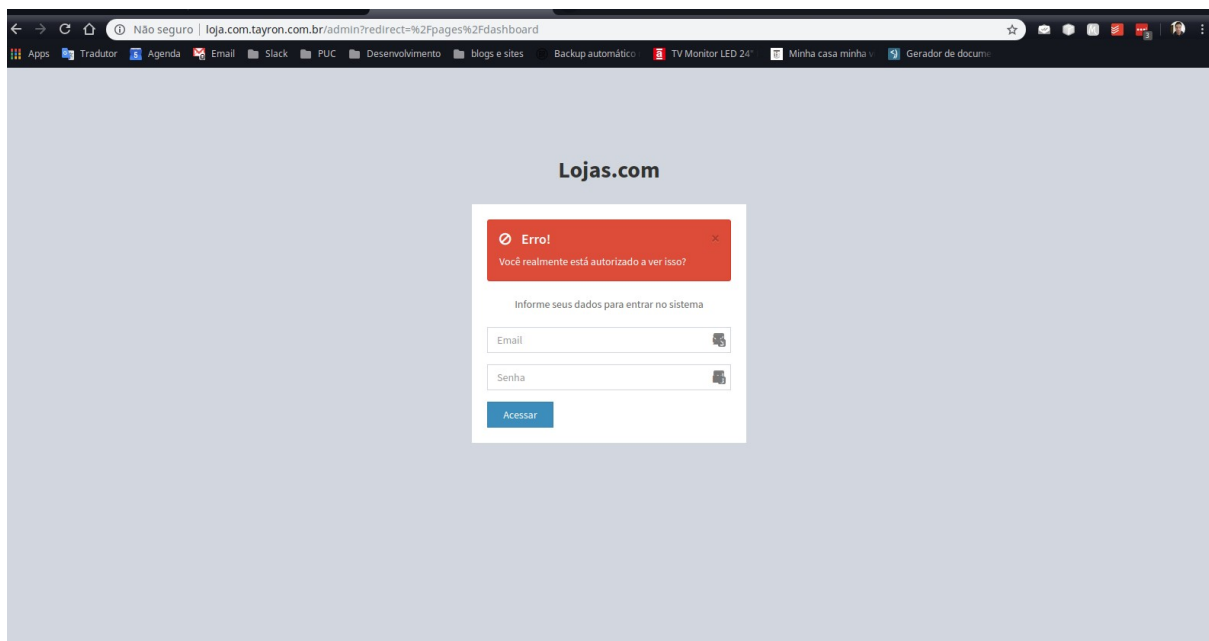 Não seguro | loja.com.tayron.com.br/admin?redirect=%2Fpages%2Fdashboard
Apps Tradutor Agenda Email Slack PUC Desenvolvimento blogs e sites Backup automático TV Monitor LED 24" Minha casa minha v Gerador de docume
Lojas.com
Erro! ×
Você realmente está autorizado a ver isso?
Informe seus dados para entrar no sistema
Email
Senha
Acessar